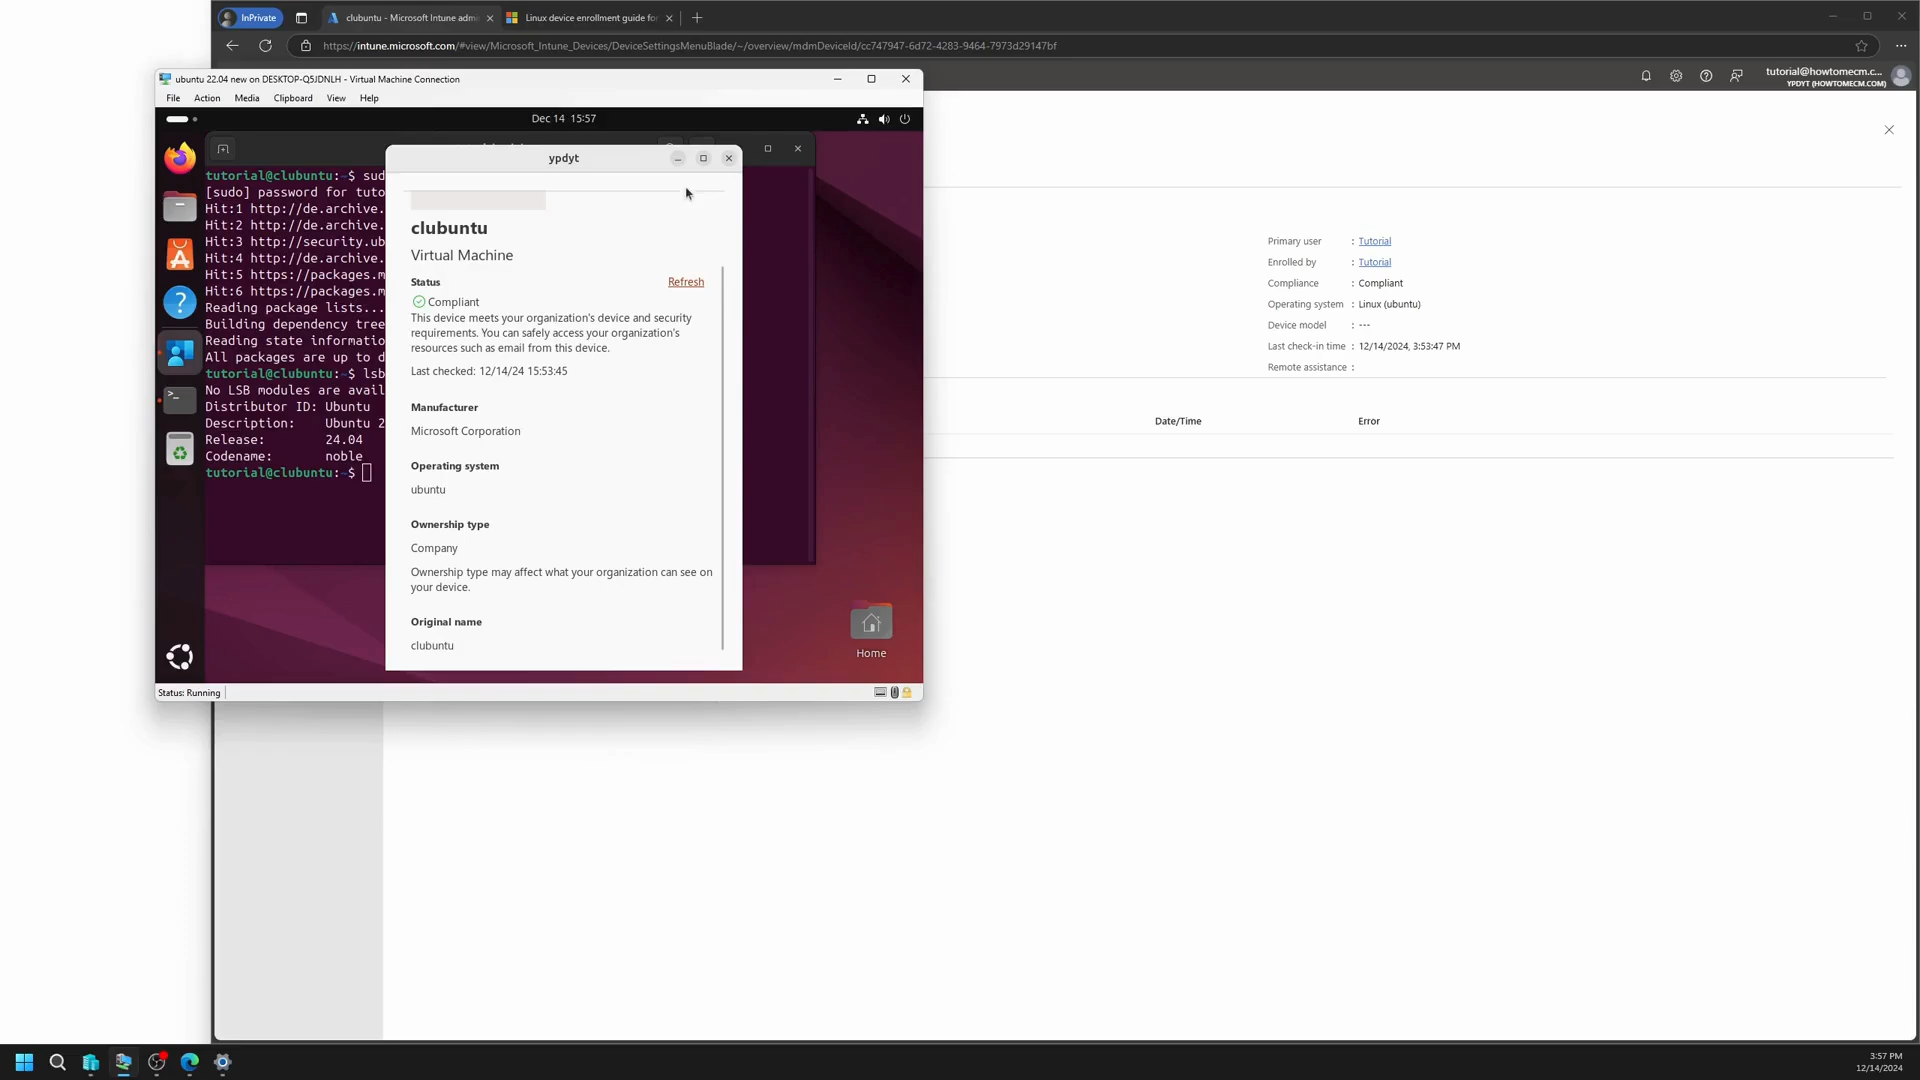 InPrivate
clubuntu - Microsoft Intune admi
Linux device enrollment guide for
https://intune.microsoft.com/#view/Microsoft_Intune_Devices/DeviceSettingsMenuBlade/~/overview/mdmDeviceId/cc747947-6d72-4283-9464-7973d29147bf
tutorial@howtomecm.c...
YPDYT (HOWTOMECM.COM)
ubuntu 22.04 new on DESKTOP-Q5JDNLH - Virtual Machine Connection
File Action Media Clipboard View Help
Dec 14 15:57
tutorial@clubuntu:~$ sud
[sudo] password for tuto
Hit:1 http://de.archive.
Hit:2 http://de.archive.
Hit:3 http://security.ub
Hit:4 http://de.archive.
Hit:5 https://packages.m
Hit:6 https://packages.m
Reading package lists...
Building dependency tree
Reading state informatio
All packages are up to d
tutorial@clubuntu:~$ lsb
No LSB modules are avail
Distributor ID: Ubuntu
Description: Ubuntu 2
Release: 24.04
Codename: noble
tutorial@clubuntu:~$
ypdyt
clubuntu
Virtual Machine
Status Refresh
Compliant
This device meets your organization's device and security
requirements. You can safely access your organization's
resources such as email from this device.
Last checked: 12/14/24 15:53:45
Manufacturer
Microsoft Corporation
Operating system
ubuntu
Ownership type
Company
Ownership type may affect what your organization can see on
your device.
Original name
clubuntu
Home
Status: Running
Primary user : Tutorial
Enrolled by : Tutorial
Compliance : Compliant
Operating system : Linux (ubuntu)
Device model : ---
Last check-in time : 12/14/2024, 3:53:47 PM
Remote assistance :
Date/Time Error
3:57 PM
12/14/2024